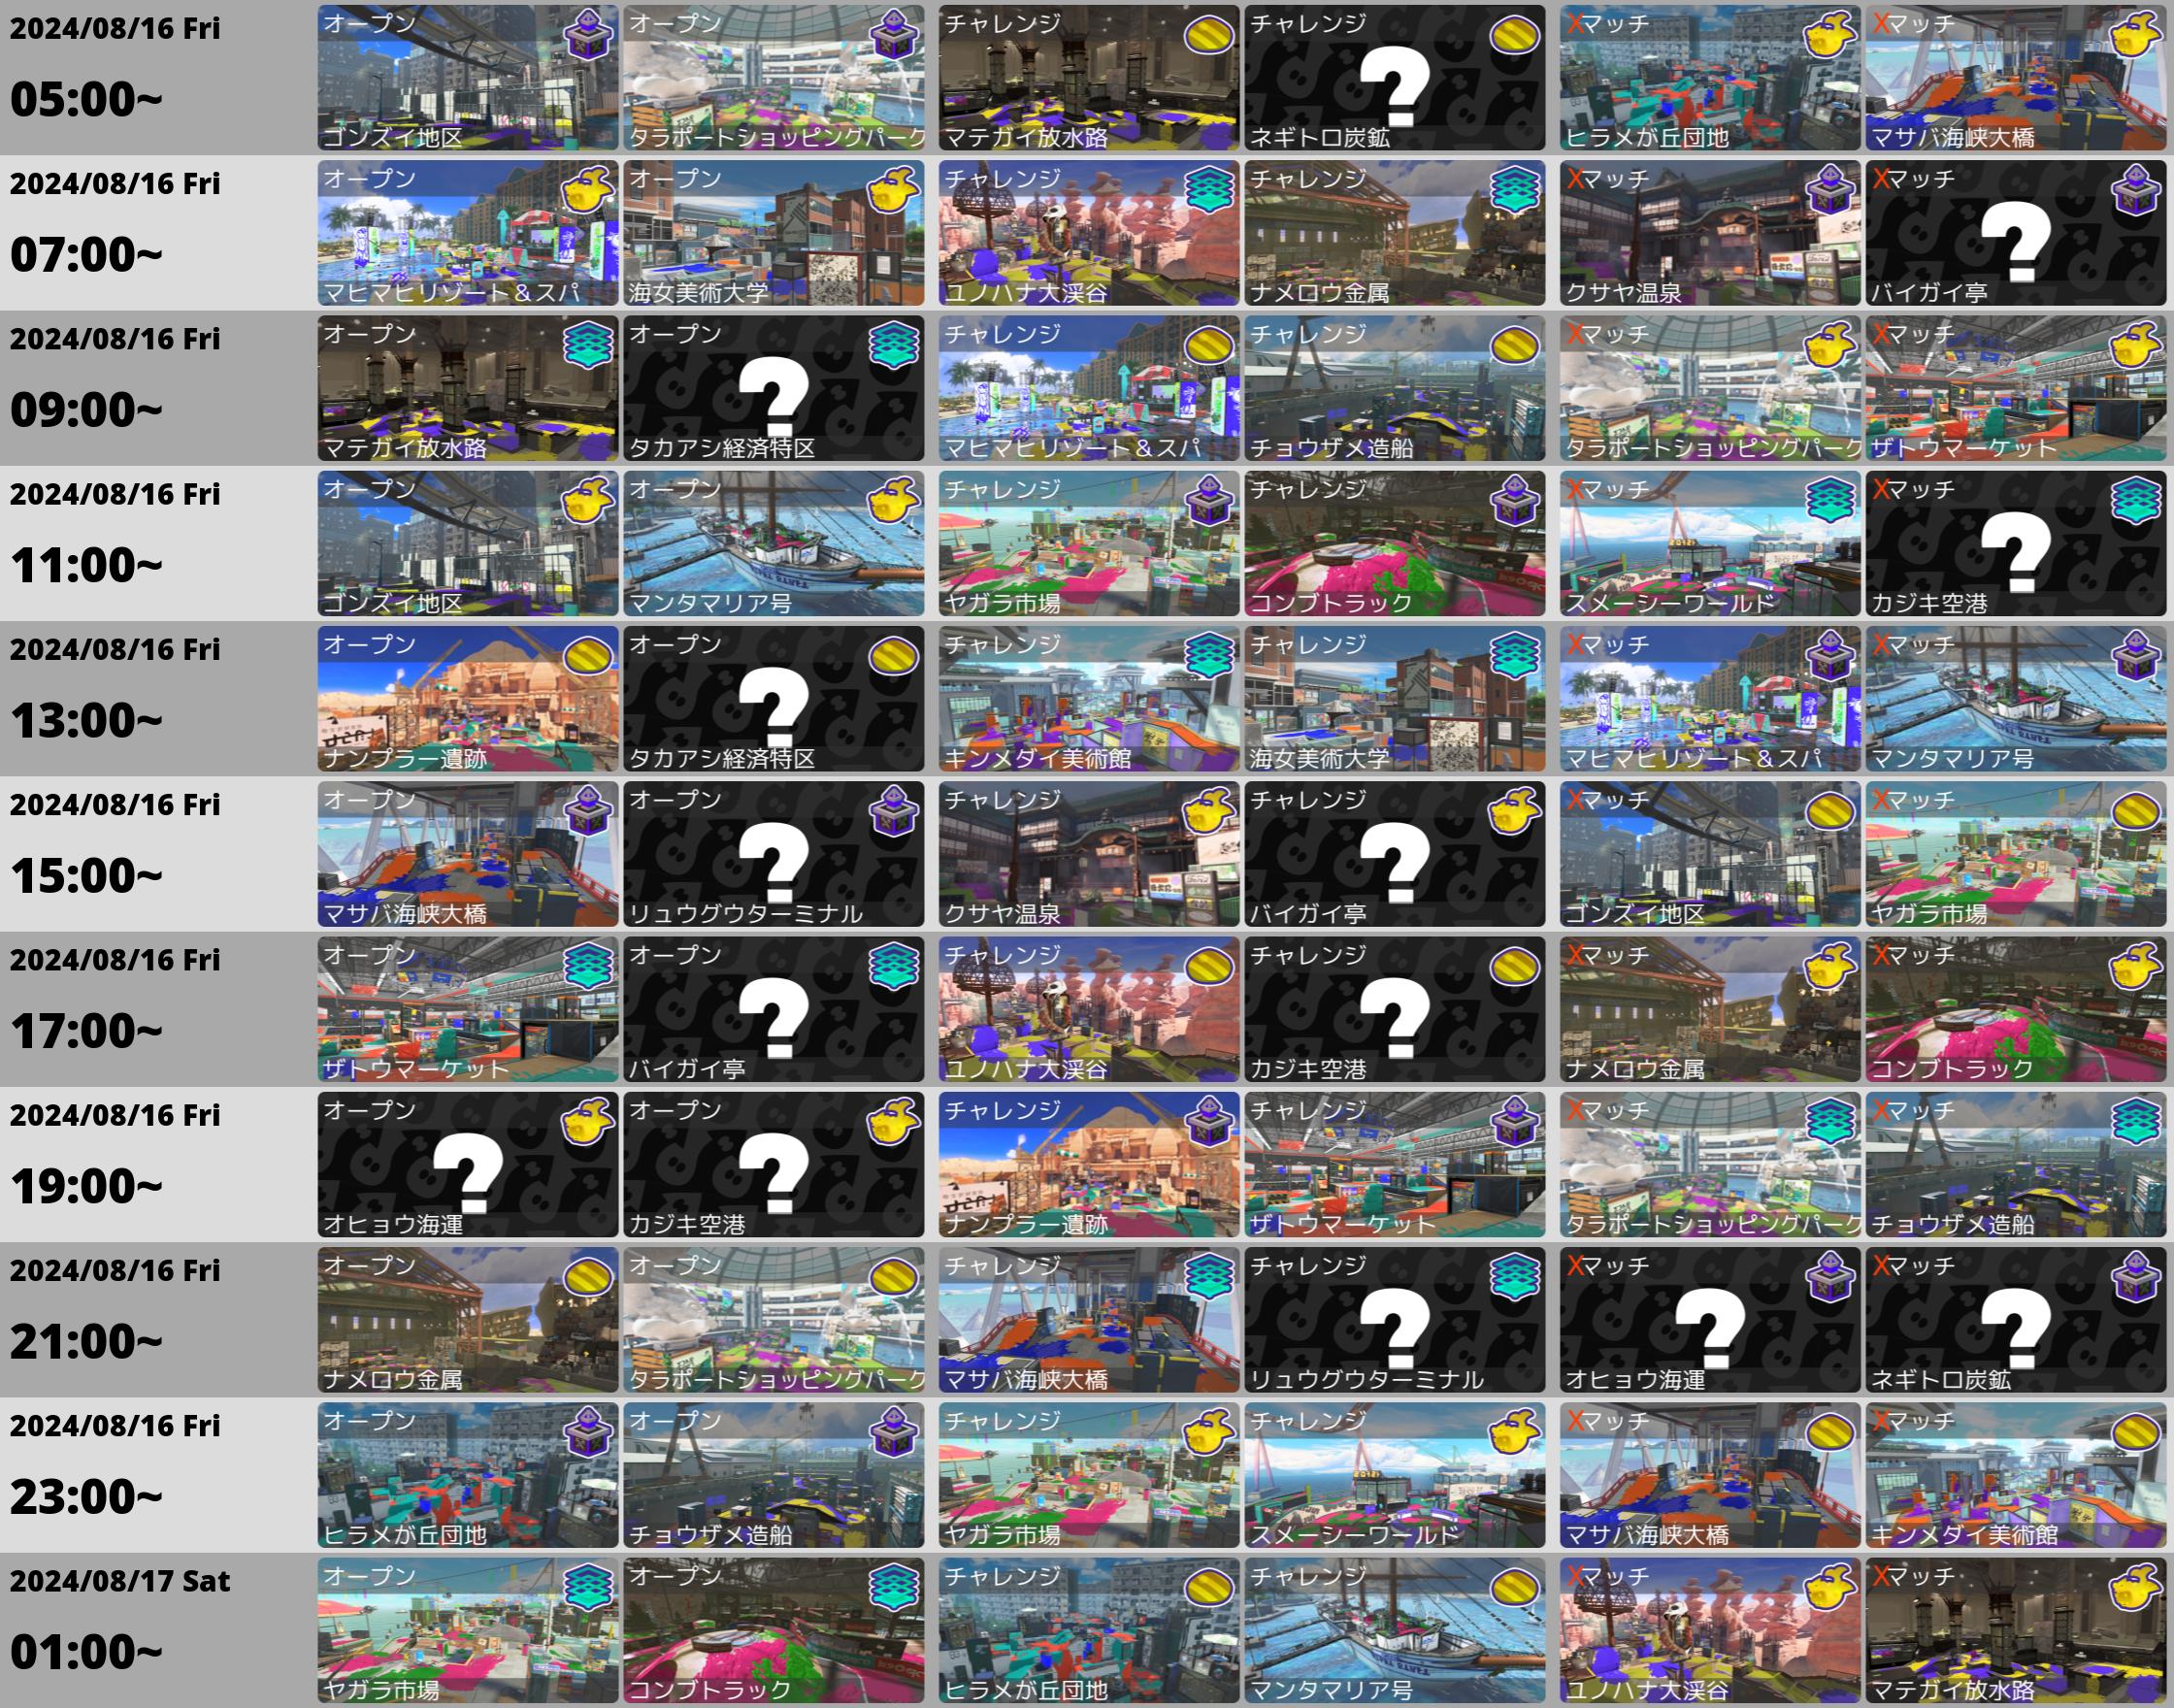 2024/08/16 Fri
05:00~
オープン オープン チャレンジ チャレンジ Xマッチ Xマッチ
ゴンズイ地区 タラポートショッピングパーク マテガイ放水路 ネギトロ炭鉱 ヒラメが丘団地 マサバ海峡大橋
2024/08/16 Fri
07:00~
オープン オープン チャレンジ チャレンジ Xマッチ Xマッチ
マヒマヒリゾート＆スパ 海女美術大学 ユノハナ大渓谷 ナメロウ金属 クサヤ温泉 バイガイ亭
2024/08/16 Fri
09:00~
オープン オープン チャレンジ チャレンジ Xマッチ Xマッチ
マテガイ放水路 タカアシ経済特区 マヒマヒリゾート＆スパ チョウザメ造船 タラポートショッピングパーク ザトウマーケット
2024/08/16 Fri
11:00~
オープン オープン チャレンジ チャレンジ Xマッチ Xマッチ
ゴンズイ地区 マンタマリア号 ヤガラ市場 コンブトラック スメーシーワールド カジキ空港
2024/08/16 Fri
13:00~
オープン オープン チャレンジ チャレンジ Xマッチ Xマッチ
ナンプラー遺跡 タカアシ経済特区 キンメダイ美術館 海女美術大学 マヒマヒリゾート＆スパ マンタマリア号
2024/08/16 Fri
15:00~
オープン オープン チャレンジ チャレンジ Xマッチ Xマッチ
マサバ海峡大橋 リュウグウターミナル クサヤ温泉 バイガイ亭 ゴンズイ地区 ヤガラ市場
2024/08/16 Fri
17:00~
オープン オープン チャレンジ チャレンジ Xマッチ Xマッチ
ザトウマーケット バイガイ亭 ユノハナ大渓谷 カジキ空港 ナメロウ金属 コンブトラック
2024/08/16 Fri
19:00~
オープン オープン チャレンジ チャレンジ Xマッチ Xマッチ
オヒョウ海運 カジキ空港 ナンプラー遺跡 ザトウマーケット タラポートショッピングパーク チョウザメ造船
2024/08/16 Fri
21:00~
オープン オープン チャレンジ チャレンジ Xマッチ Xマッチ
ナメロウ金属 タラポートショッピングパーク マサバ海峡大橋 リュウグウターミナル オヒョウ海運 ネギトロ炭鉱
2024/08/16 Fri
23:00~
オープン オープン チャレンジ チャレンジ Xマッチ Xマッチ
ヒラメが丘団地 チョウザメ造船 ヤガラ市場 スメーシーワールド マサバ海峡大橋 キンメダイ美術館
2024/08/17 Sat
01:00~
オープン オープン チャレンジ チャレンジ Xマッチ Xマッチ
ヤガラ市場 コンブトラック ヒラメが丘団地 マンタマリア号 ユノハナ大渓谷 マテガイ放水路